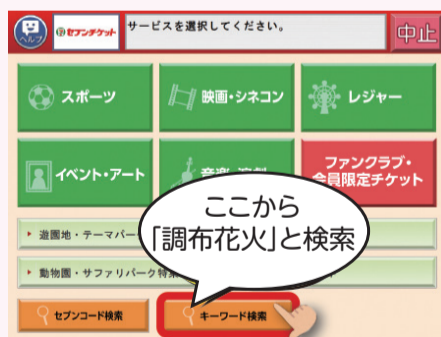 ヘルプ
セブンチケット
サービスを選択してください。
中止
スポーツ
映画・シネコン
レジャー
イベント・アート
ファンクラブ・
会員限定チケット
ここから
「調布花火」と検索
遊園地・テーマパー
動物園・サファリパーク特
セブンコード検索
キーワード検索